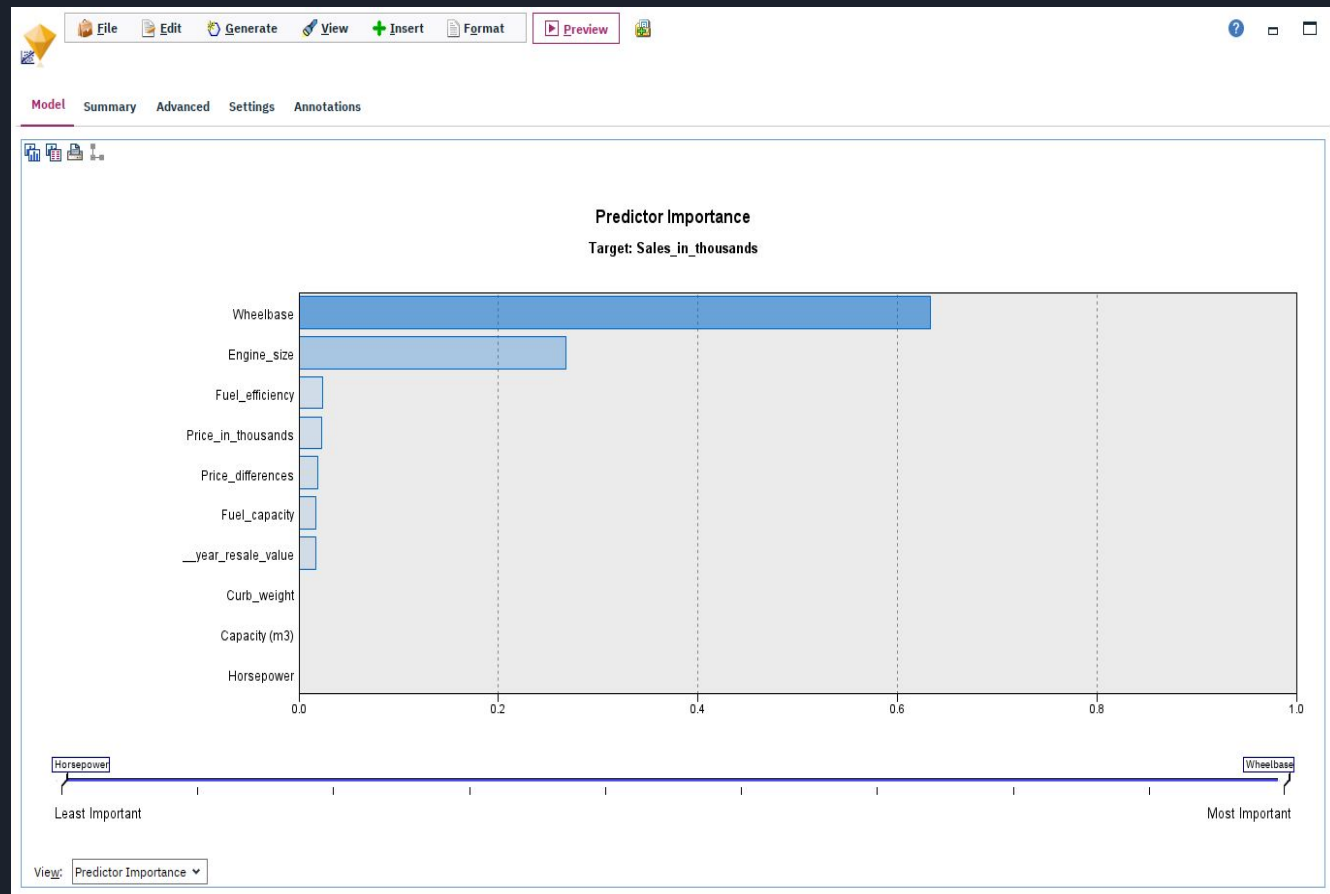 File Edit Generate View Insert Format Preview
Model Summary Advanced Settings Annotations
Predictor Importance
Target: Sales_in_thousands
Wheelbase
Engine_size
Fuel_efficiency
Price_in_thousands
Price_differences
Fuel_capacity
__year_resale_value
Curb_weight
Capacity (m3)
Horsepower
0.0 0.2 0.4 0.6 0.8 1.0
Horsepower Wheelbase
Least Important Most Important
View: Predictor Importance